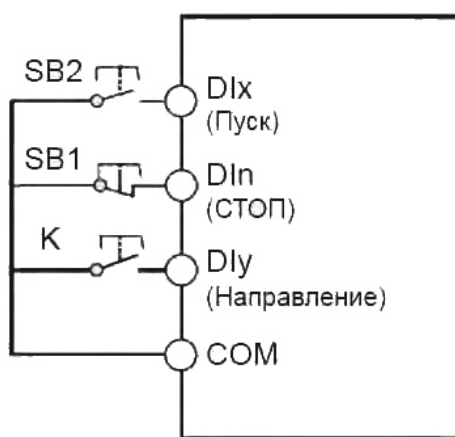 SB2
DIx
(Пуск)
SB1
DIn
(СТОП)
K
DIy
(Направление)
COM